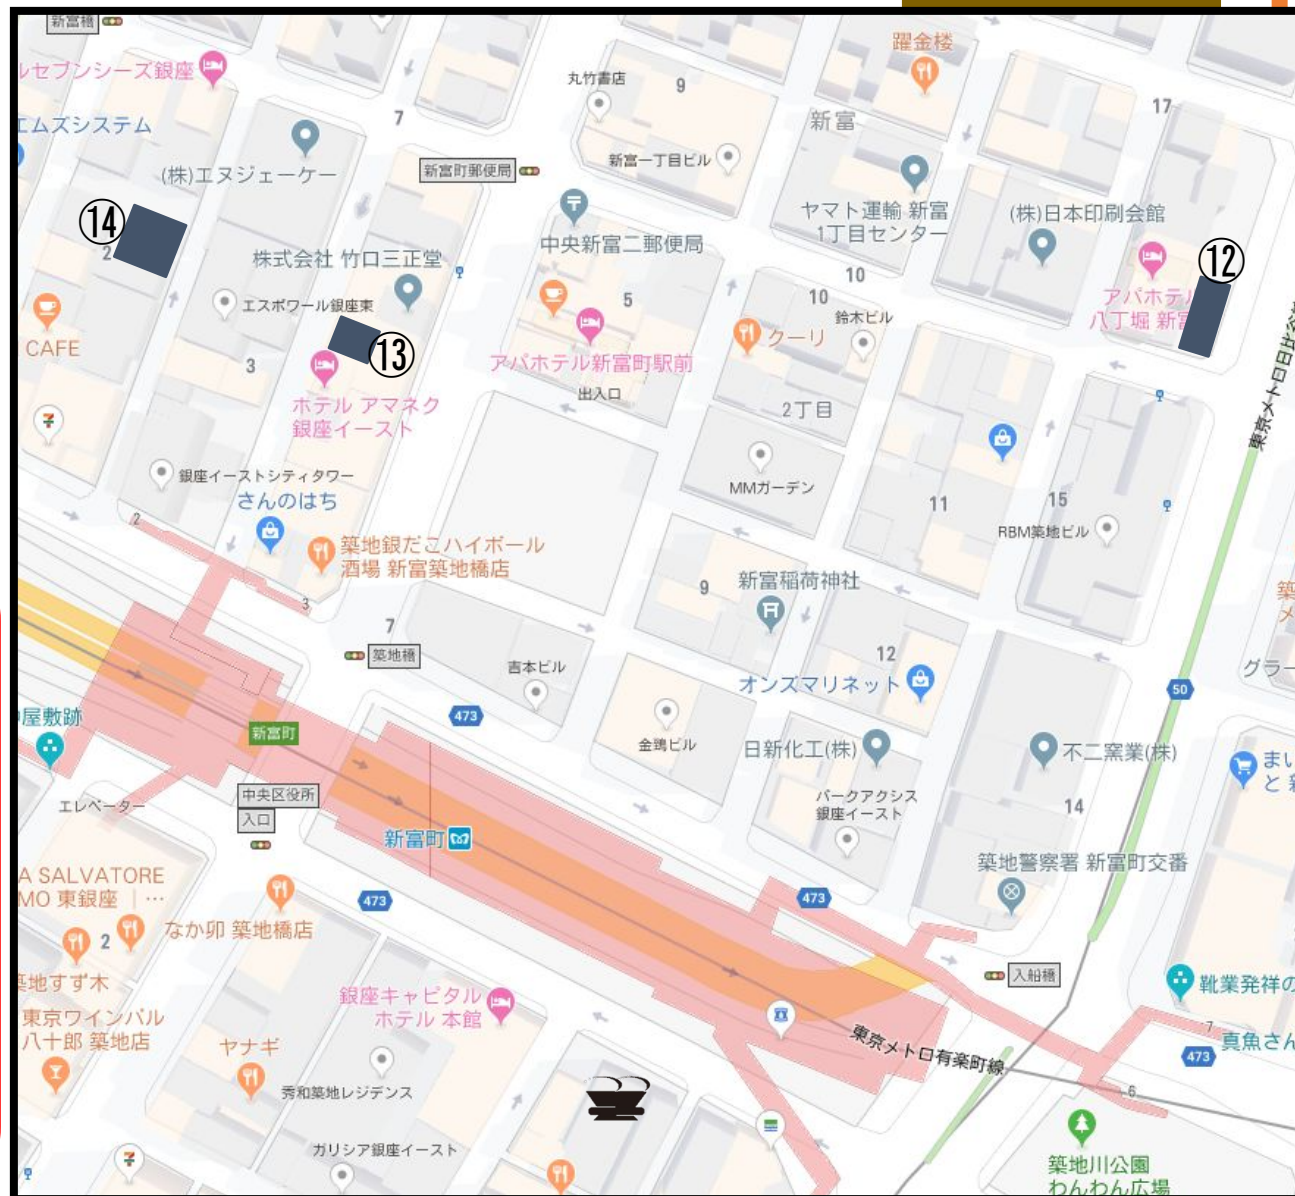 新富橋
躍金楼
ルセブンシーズ銀座
丸竹書店
9
17
エムズシステム
7
新富
(株)エヌジェーケー
新富町郵便局
新富一丁目ビル
ヤマト運輸 新富
1丁目センター
(株)日本印刷会館
⑭
2
株式会社 竹口三正堂
中央新富二郵便局
10
⑫
エスポワール銀座東
5
10
鈴木ビル
アパホテル
八丁堀 新富
CAFE
⑬
クーリ
3
アパホテル新富町駅前
出入口
2丁目
ホテル アマネク
銀座イースト
東京メトロ日比谷線
銀座イーストシティタワー
MMガーデン
さんのはち
2
11
15
RBM築地ビル
築地銀だこハイボール
酒場 新富築地橋店
3
9
新富稲荷神社
築
メ
7
築地橋
吉本ビル
12
オンズマリネット
グラー
50
屋敷跡
新富町
473
金鵄ビル
日新化工(株)
不二窯業(株)
まい
と 新
エレベーター
中央区役所
入口
パークアクシス
銀座イースト
14
新富町
築地警察署 新富町交番
A SALVATORE
MO 東銀座 ｜…
473
473
2
なか卯 築地橋店
入船橋
築地すず木
銀座キャピタル
ホテル 本館
靴業発祥の
東京ワインバル
八十郎 築地店
ヤナギ
東京メトロ有楽町線
7
473
真魚さん
秀和築地レジデンス
6
ガリシア銀座イースト
築地川公園
わんわん広場